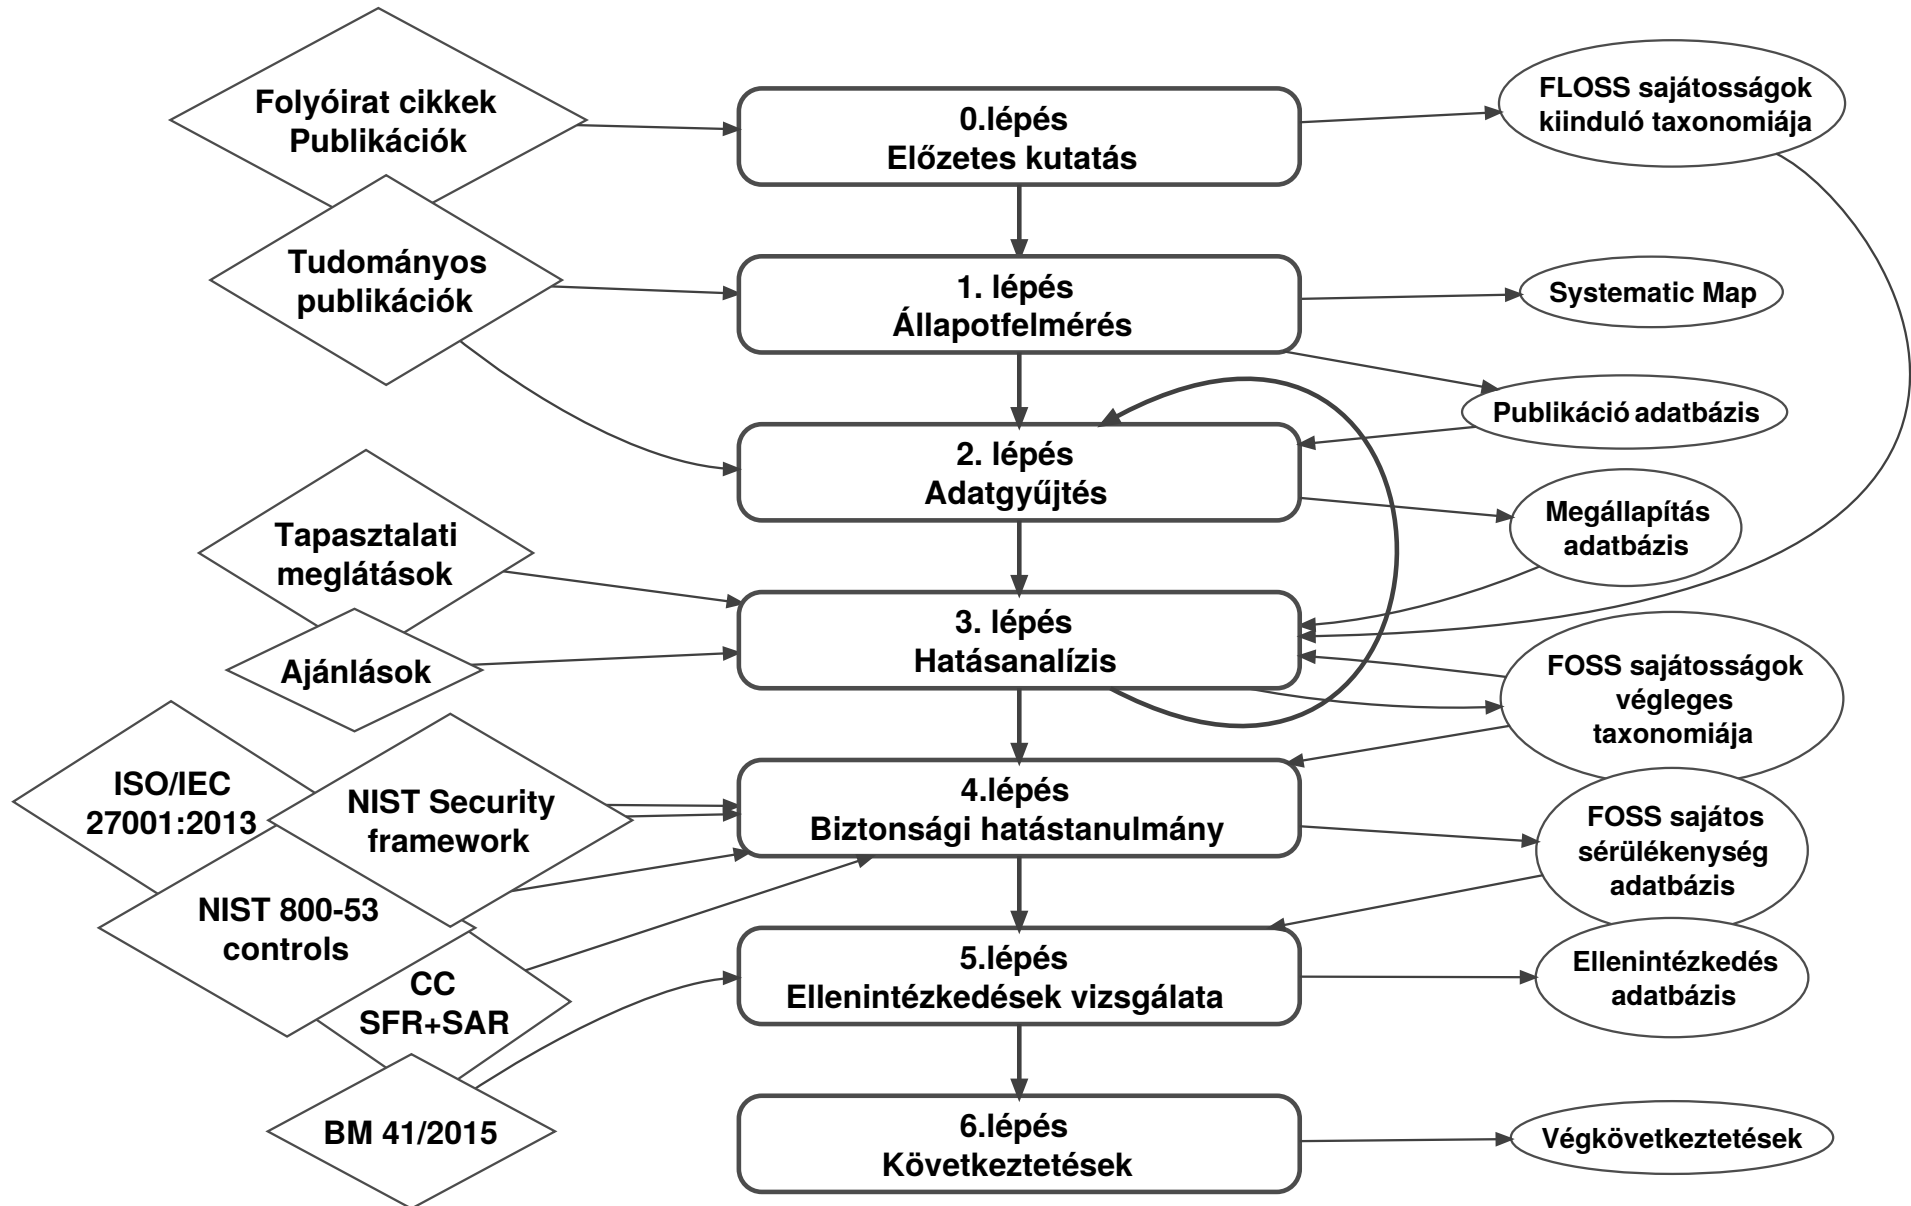 Folyóirat cikkek
Publikációk
0.lépés
Előzetes kutatás
FLOSS sajátosságok
kiinduló taxonomiája
Tudományos
publikációk
1. lépés
Állapotfelmérés
Systematic Map
Publikáció adatbázis
2. lépés
Adatgyűjtés
Megállapítás
adatbázis
Tapasztalati
meglátások
3. lépés
Hatásanalízis
Ajánlások
FOSS sajátosságok
végleges
taxonomiája
ISO/IEC
27001:2013
NIST Security
framework
4.lépés
Biztonsági hatástanulmány
FOSS sajátos
sérülékenység
adatbázis
NIST 800-53
controls
CC
SFR+SAR
5.lépés
Ellenintézkedések vizsgálata
Ellenintézkedés
adatbázis
BM 41/2015
6.lépés
Következtetések
Végkövetkeztetések